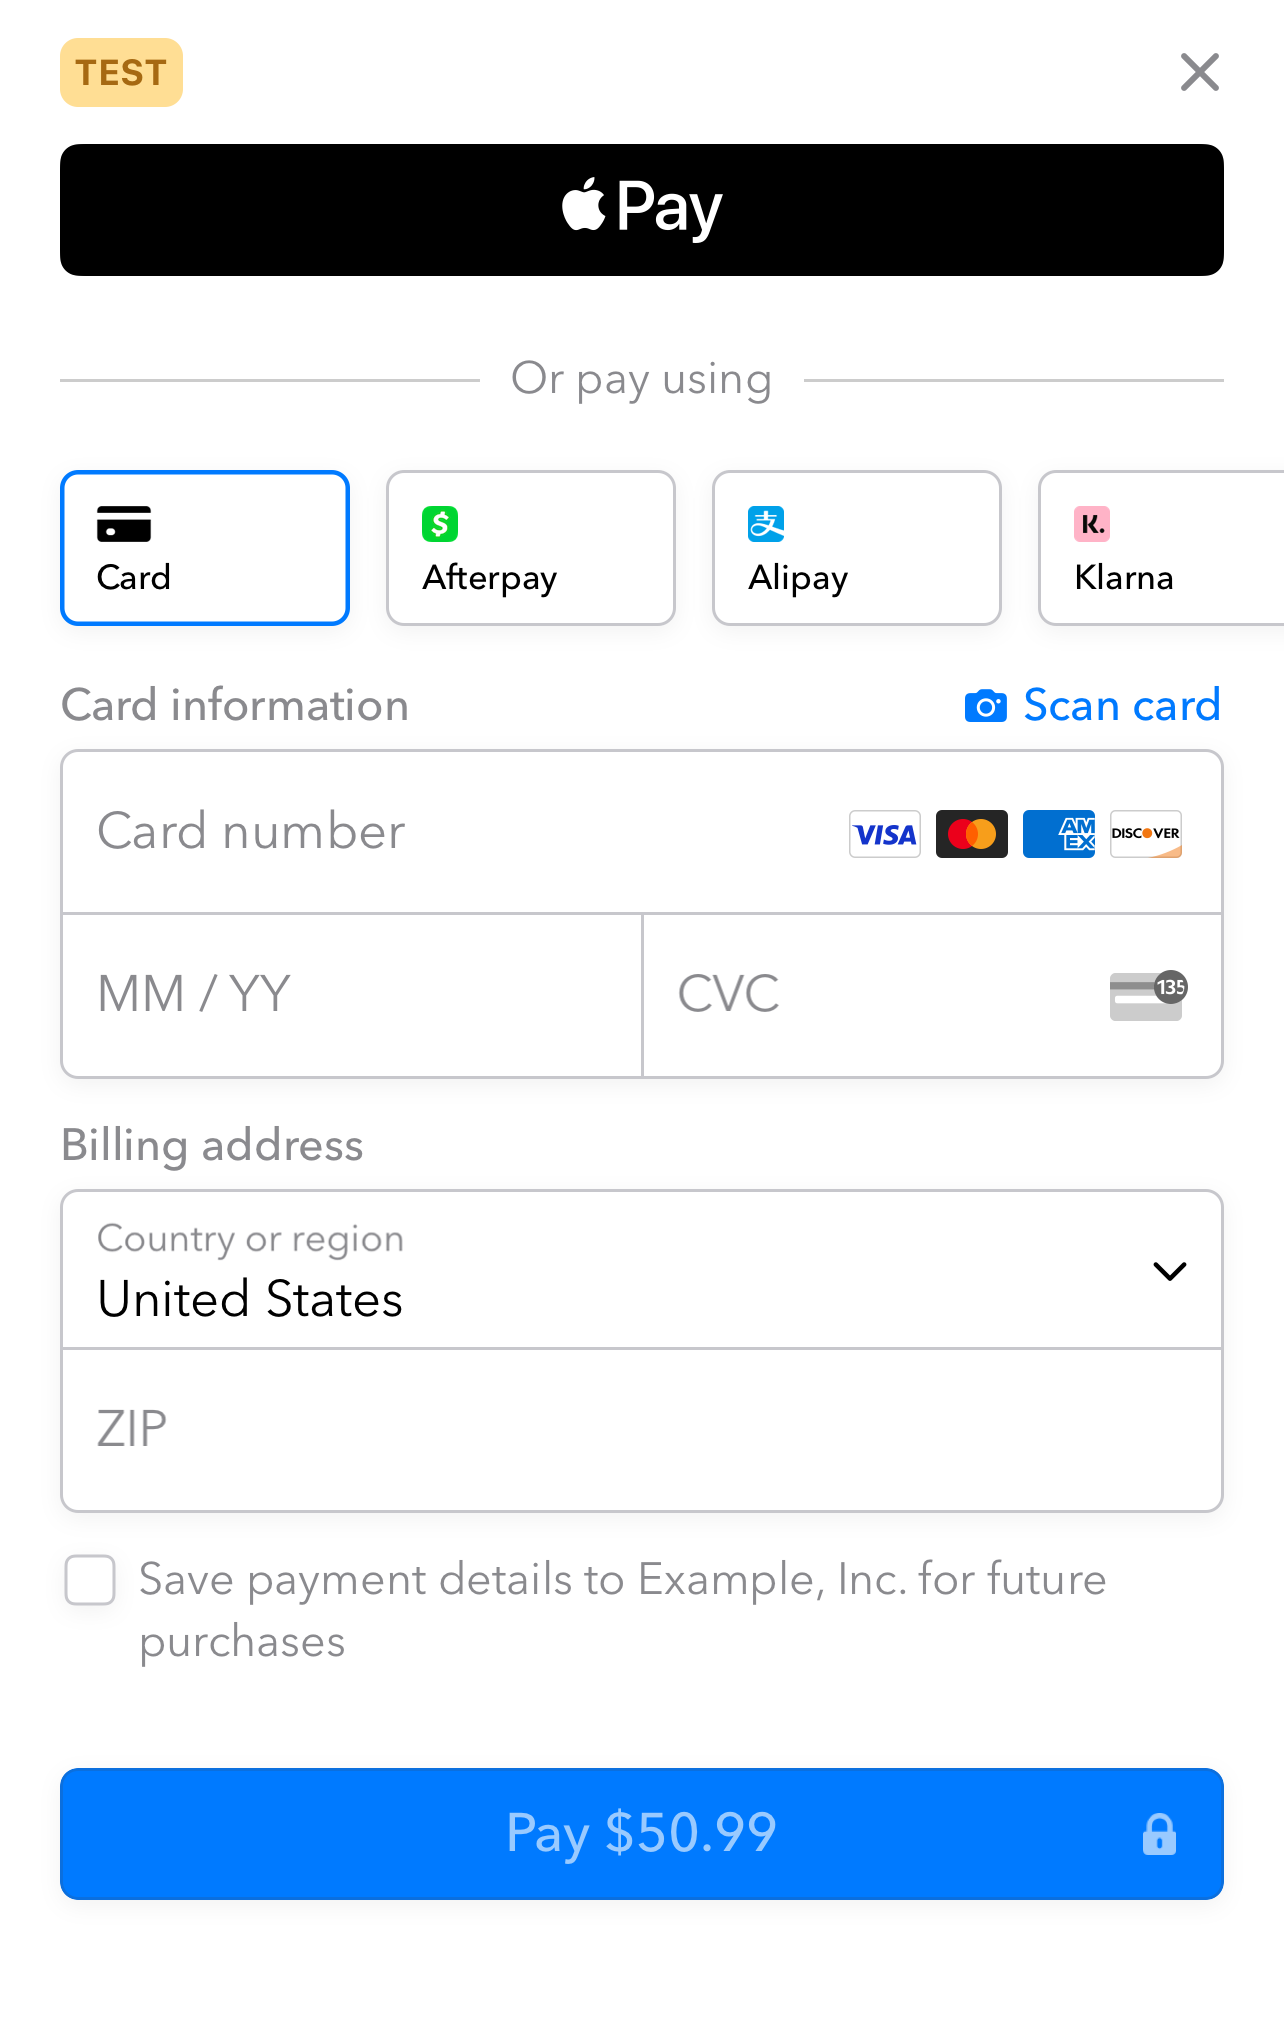 TEST
Pay
Or pay using
Card
$
Afterpay
支
Alipay
K.
Klarna
Card information
Scan card
Card number
VISA
AM
EX
DISCOVER
MM / YY
CVC
135
Billing address
Country or region
United States
ZIP
Save payment details to Example, Inc. for future
purchases
Pay $50.99